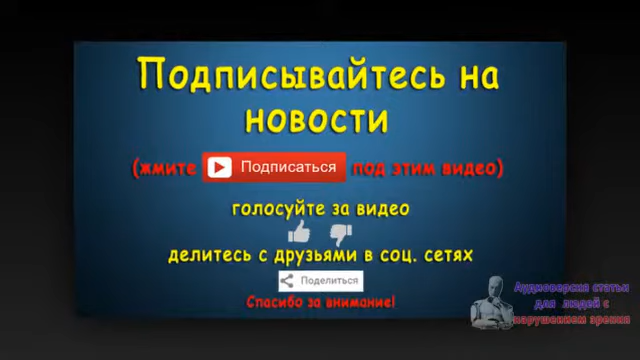 Подписывайтесь на
новости
(жмите Подписаться под этим видео)
голосуйте за видео
делитесь с друзьями в соц. сетях
Поделиться
Спасибо за внимание!
Аудиоверсия статьи
для людей с
нарушением зрения